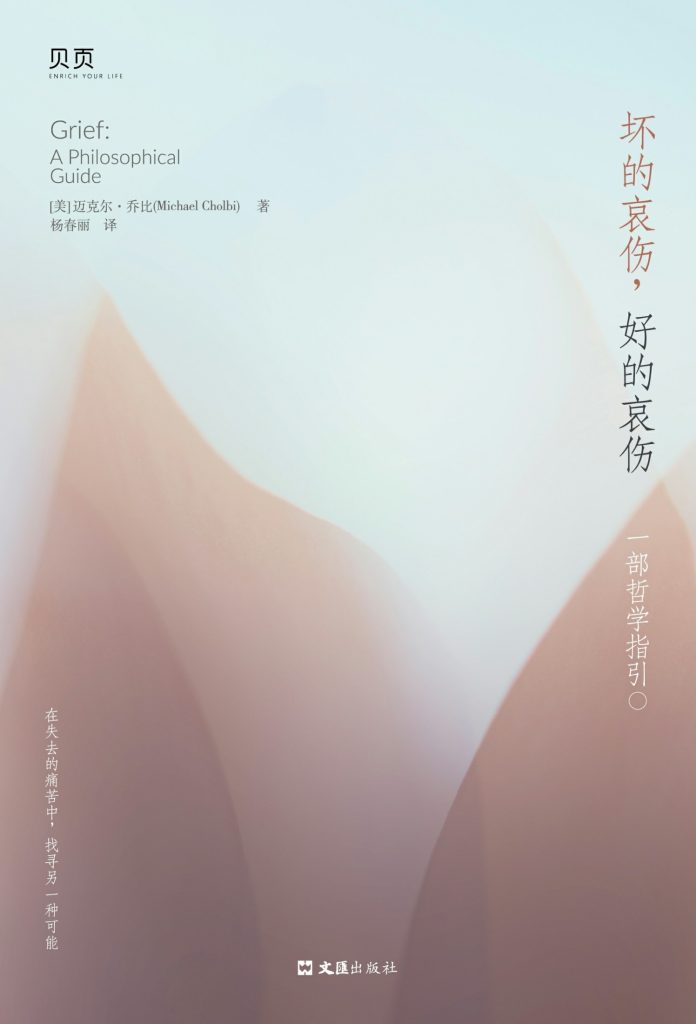 贝页
ENRICH YOUR LIFE
Grief:
A Philosophical
Guide
[美]迈克尔·乔比(Michael Cholbi) 著
杨春丽 译
坏的哀伤，好的哀伤
一部哲学指引
在失去的痛苦中，找寻另一种可能
文匯出版社